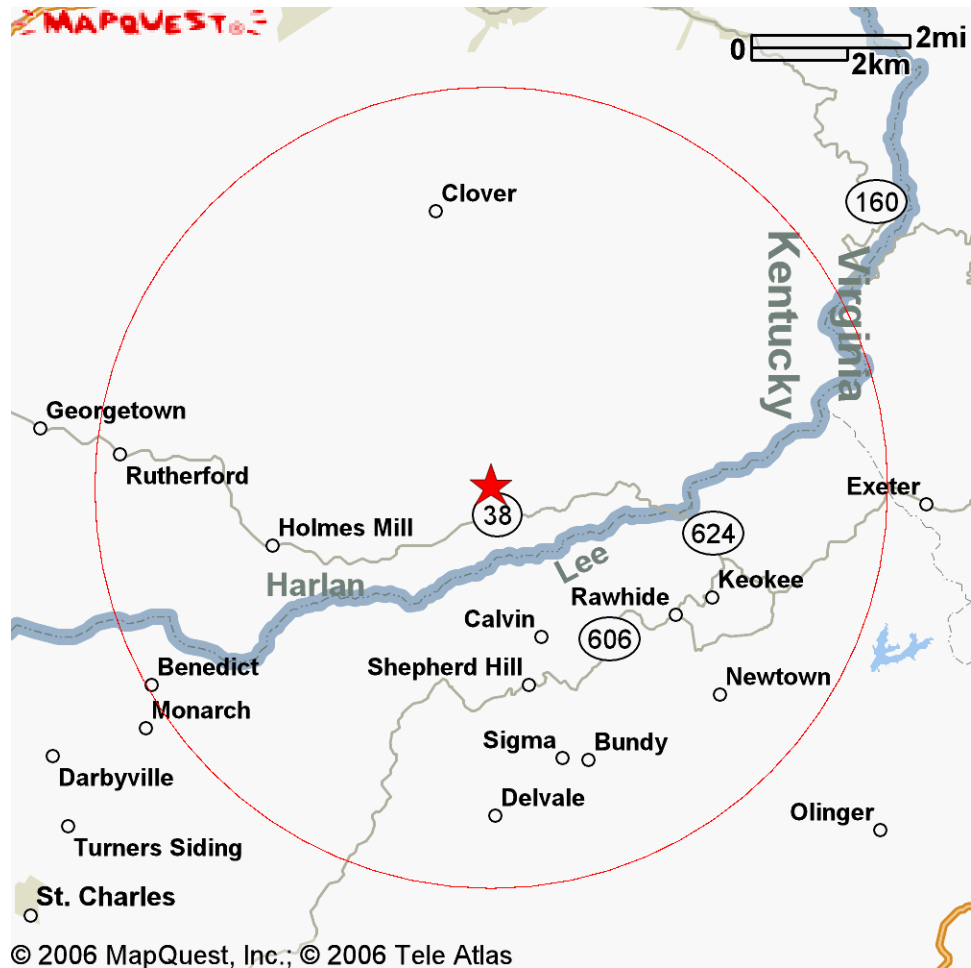 MAPQUEST®
0
2mi
2km
Clover
160
Kentucky
Virginia
Georgetown
Rutherford
Exeter
38
Holmes Mill
624
Harlan
Lee
Keokee
Rawhide
Calvin
606
Benedict
Shepherd Hill
Newtown
Monarch
Sigma
Bundy
Darbyville
Delvale
Olinger
Turners Siding
St. Charles
© 2006 MapQuest, Inc.; © 2006 Tele Atlas